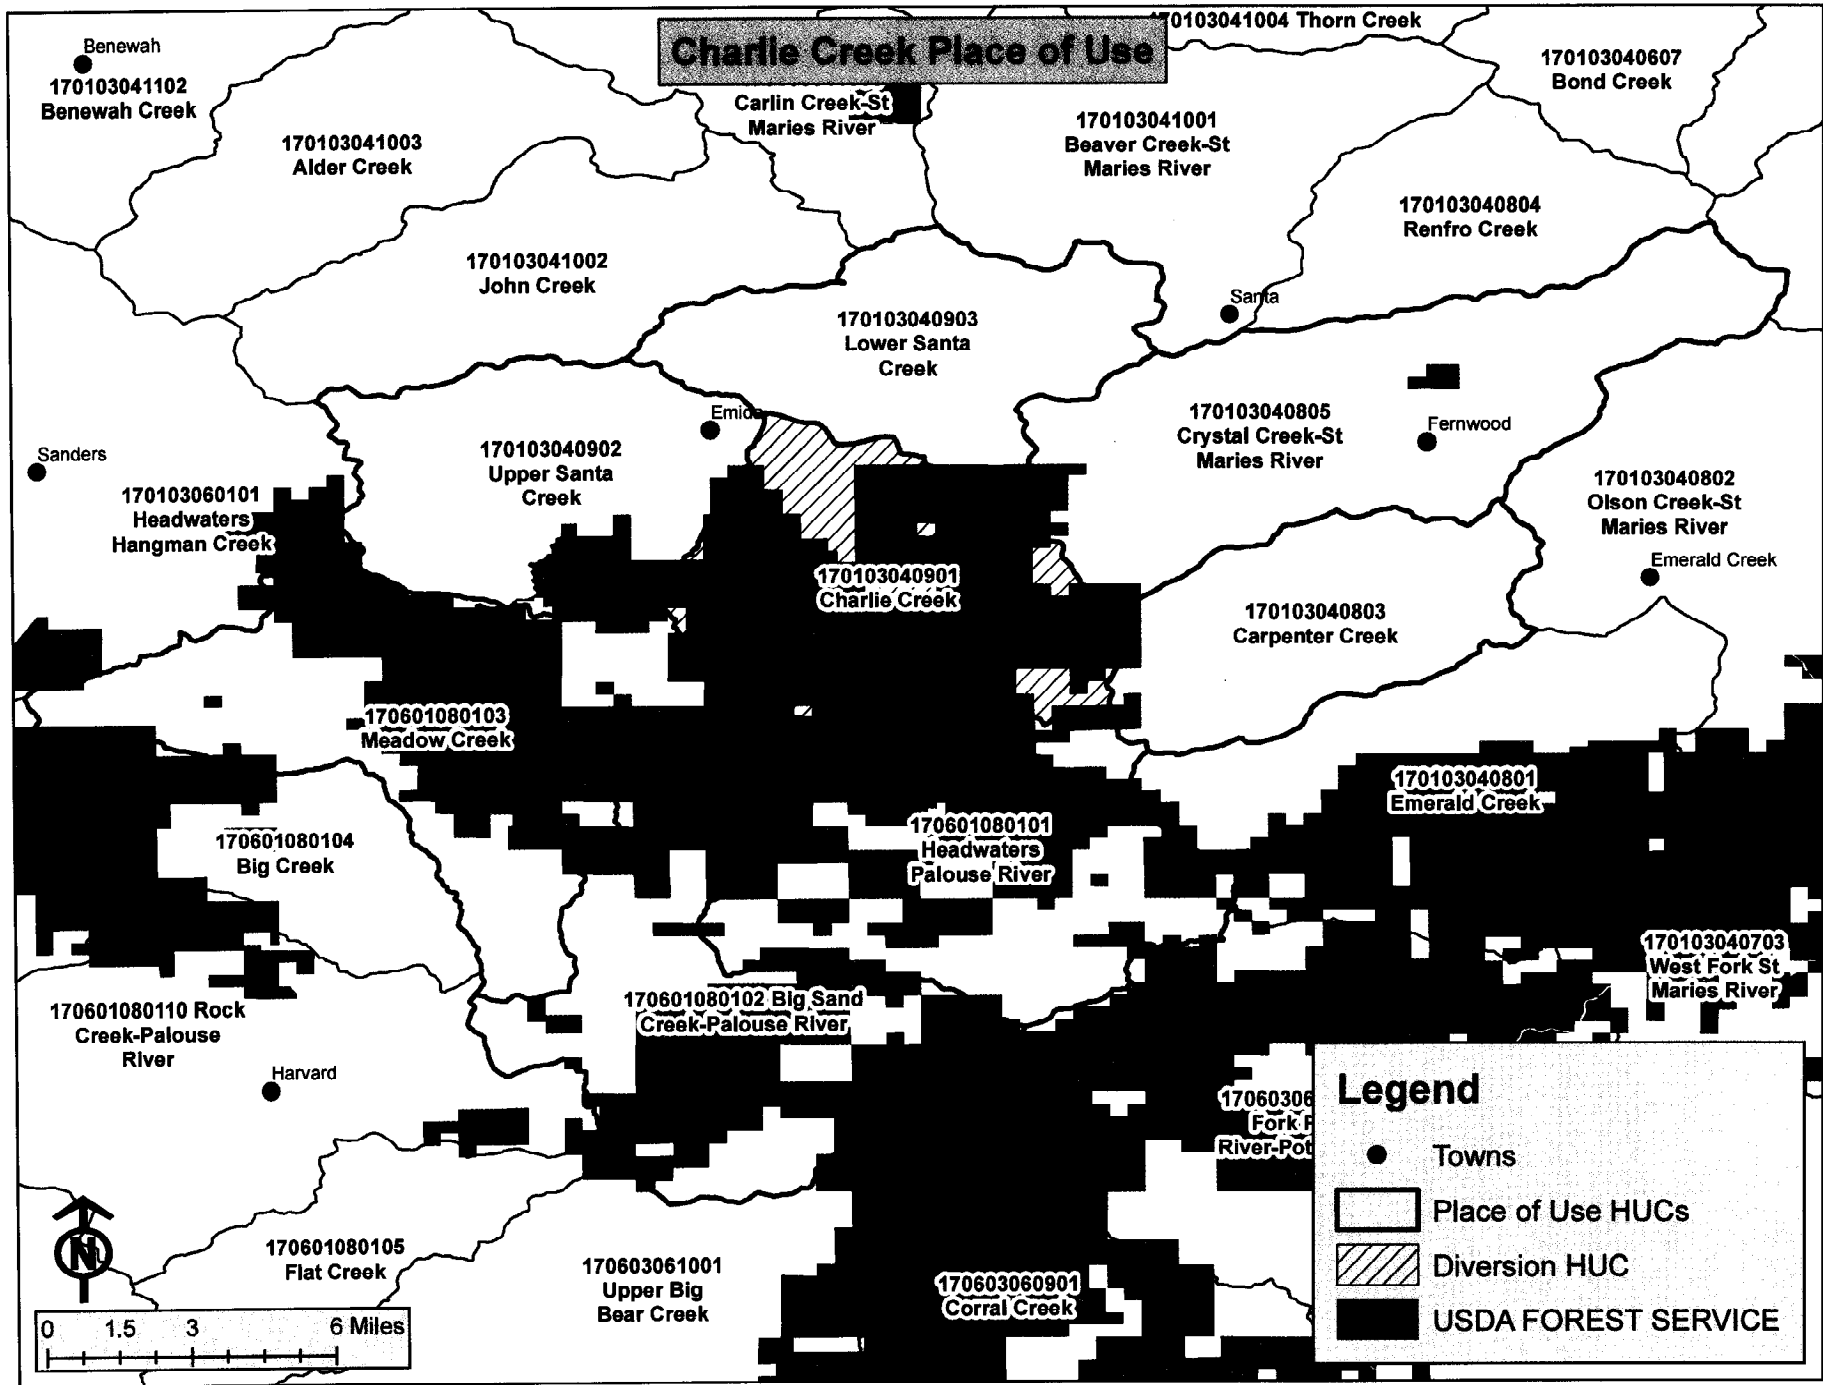 Charlie Creek Place of Use
70103041004 Thorn Creek
Benewah
170103041102
Benewah Creek
170103040607
Bond Creek
Carlin Creek-St
Maries River
170103041001
Beaver Creek-St
Maries River
170103041003
Alder Creek
170103040804
Renfro Creek
170103041002
John Creek
Santa
170103040903
Lower Santa
Creek
Emida
170103040805
Crystal Creek-St
Maries River
Fernwood
Sanders
170103040902
Upper Santa
Creek
170103040802
Olson Creek-St
Maries River
170103060101
Headwaters
Hangman Creek
Emerald Creek
170103040901
Charlie Creek
170103040803
Carpenter Creek
170601080103
Meadow Creek
170103040801
Emerald Creek
170601080104
Big Creek
170601080101
Headwaters
Palouse River
170103040703
West Fork St
Maries River
170601080110 Rock
Creek-Palouse
River
170601080102 Big Sand
Creek-Palouse River
Harvard
17060306
Fork P
River-Pot
170601080105
Flat Creek
170603061001
Upper Big
Bear Creek
170603060901
Corral Creek
N
0 1.5 3 6 Miles
Legend
Towns
Place of Use HUCs
Diversion HUC
USDA FOREST SERVICE